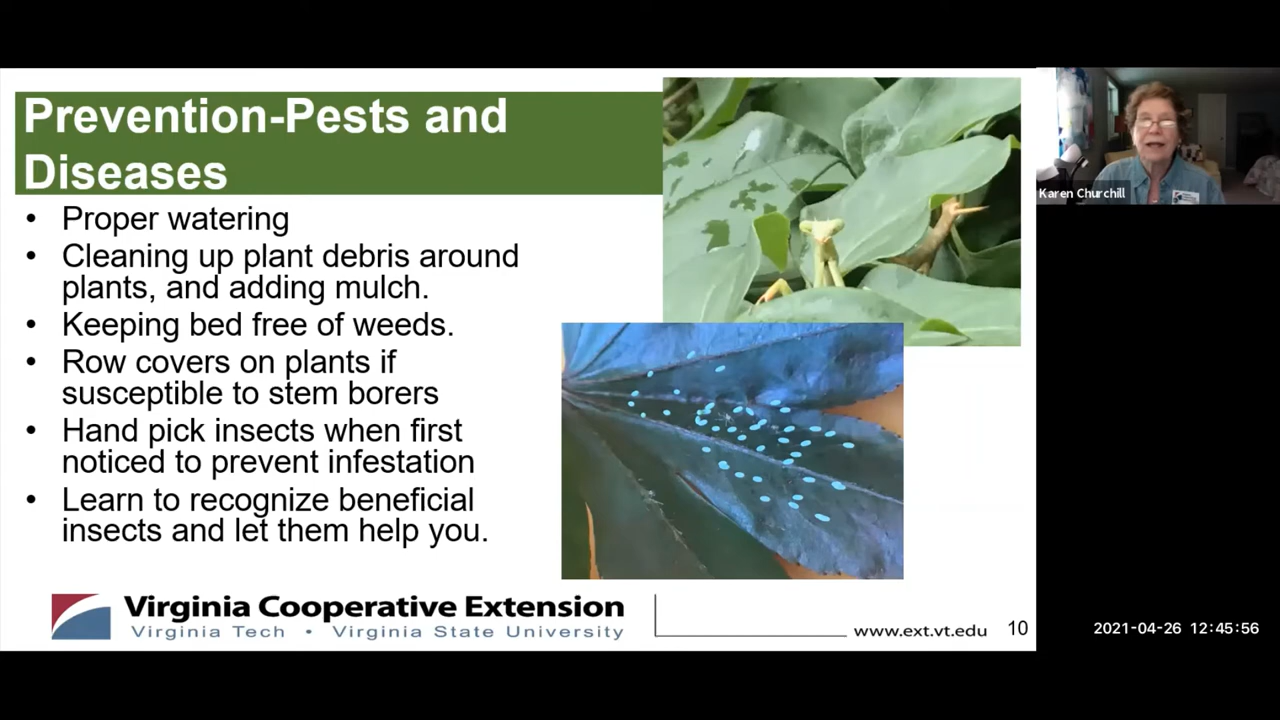 Prevention-Pests and
Diseases
• Proper watering
• Cleaning up plant debris around
plants, and adding mulch.
• Keeping bed free of weeds.
• Row covers on plants if
susceptible to stem borers
• Hand pick insects when first
noticed to prevent infestation
• Learn to recognize beneficial
insects and let them help you.
Virginia Cooperative Extension
Virginia Tech • Virginia State University
www.ext.vt.edu 10
Karen Churchill
2021-04-26 12:45:56